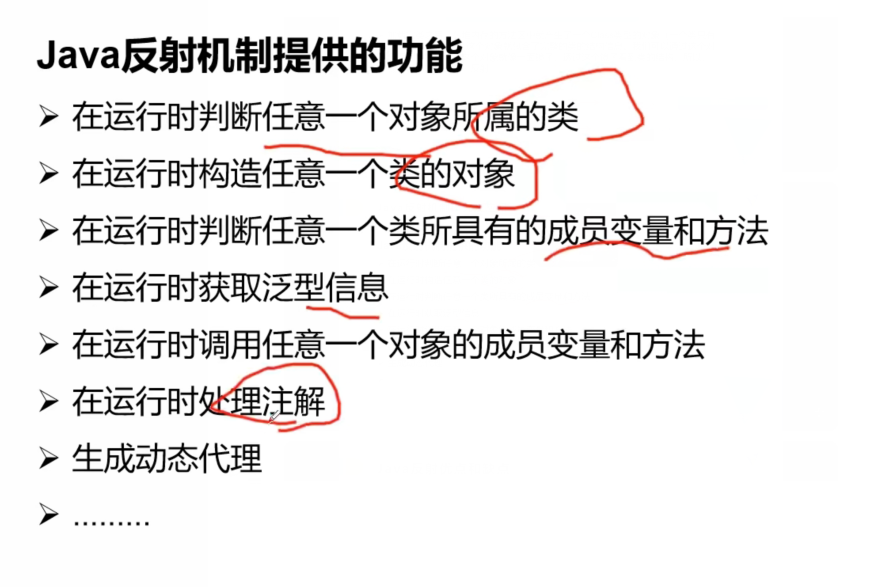 Java反射机制提供的功能
➢ 在运行时判断任意一个对象所属的类
➢ 在运行时构造任意一个类的对象
➢ 在运行时判断任意一个类所具有的成员变量和方法
➢ 在运行时获取泛型信息
➢ 在运行时调用任意一个对象的成员变量和方法
➢ 在运行时处理注解
➢ 生成动态代理
➢ .........